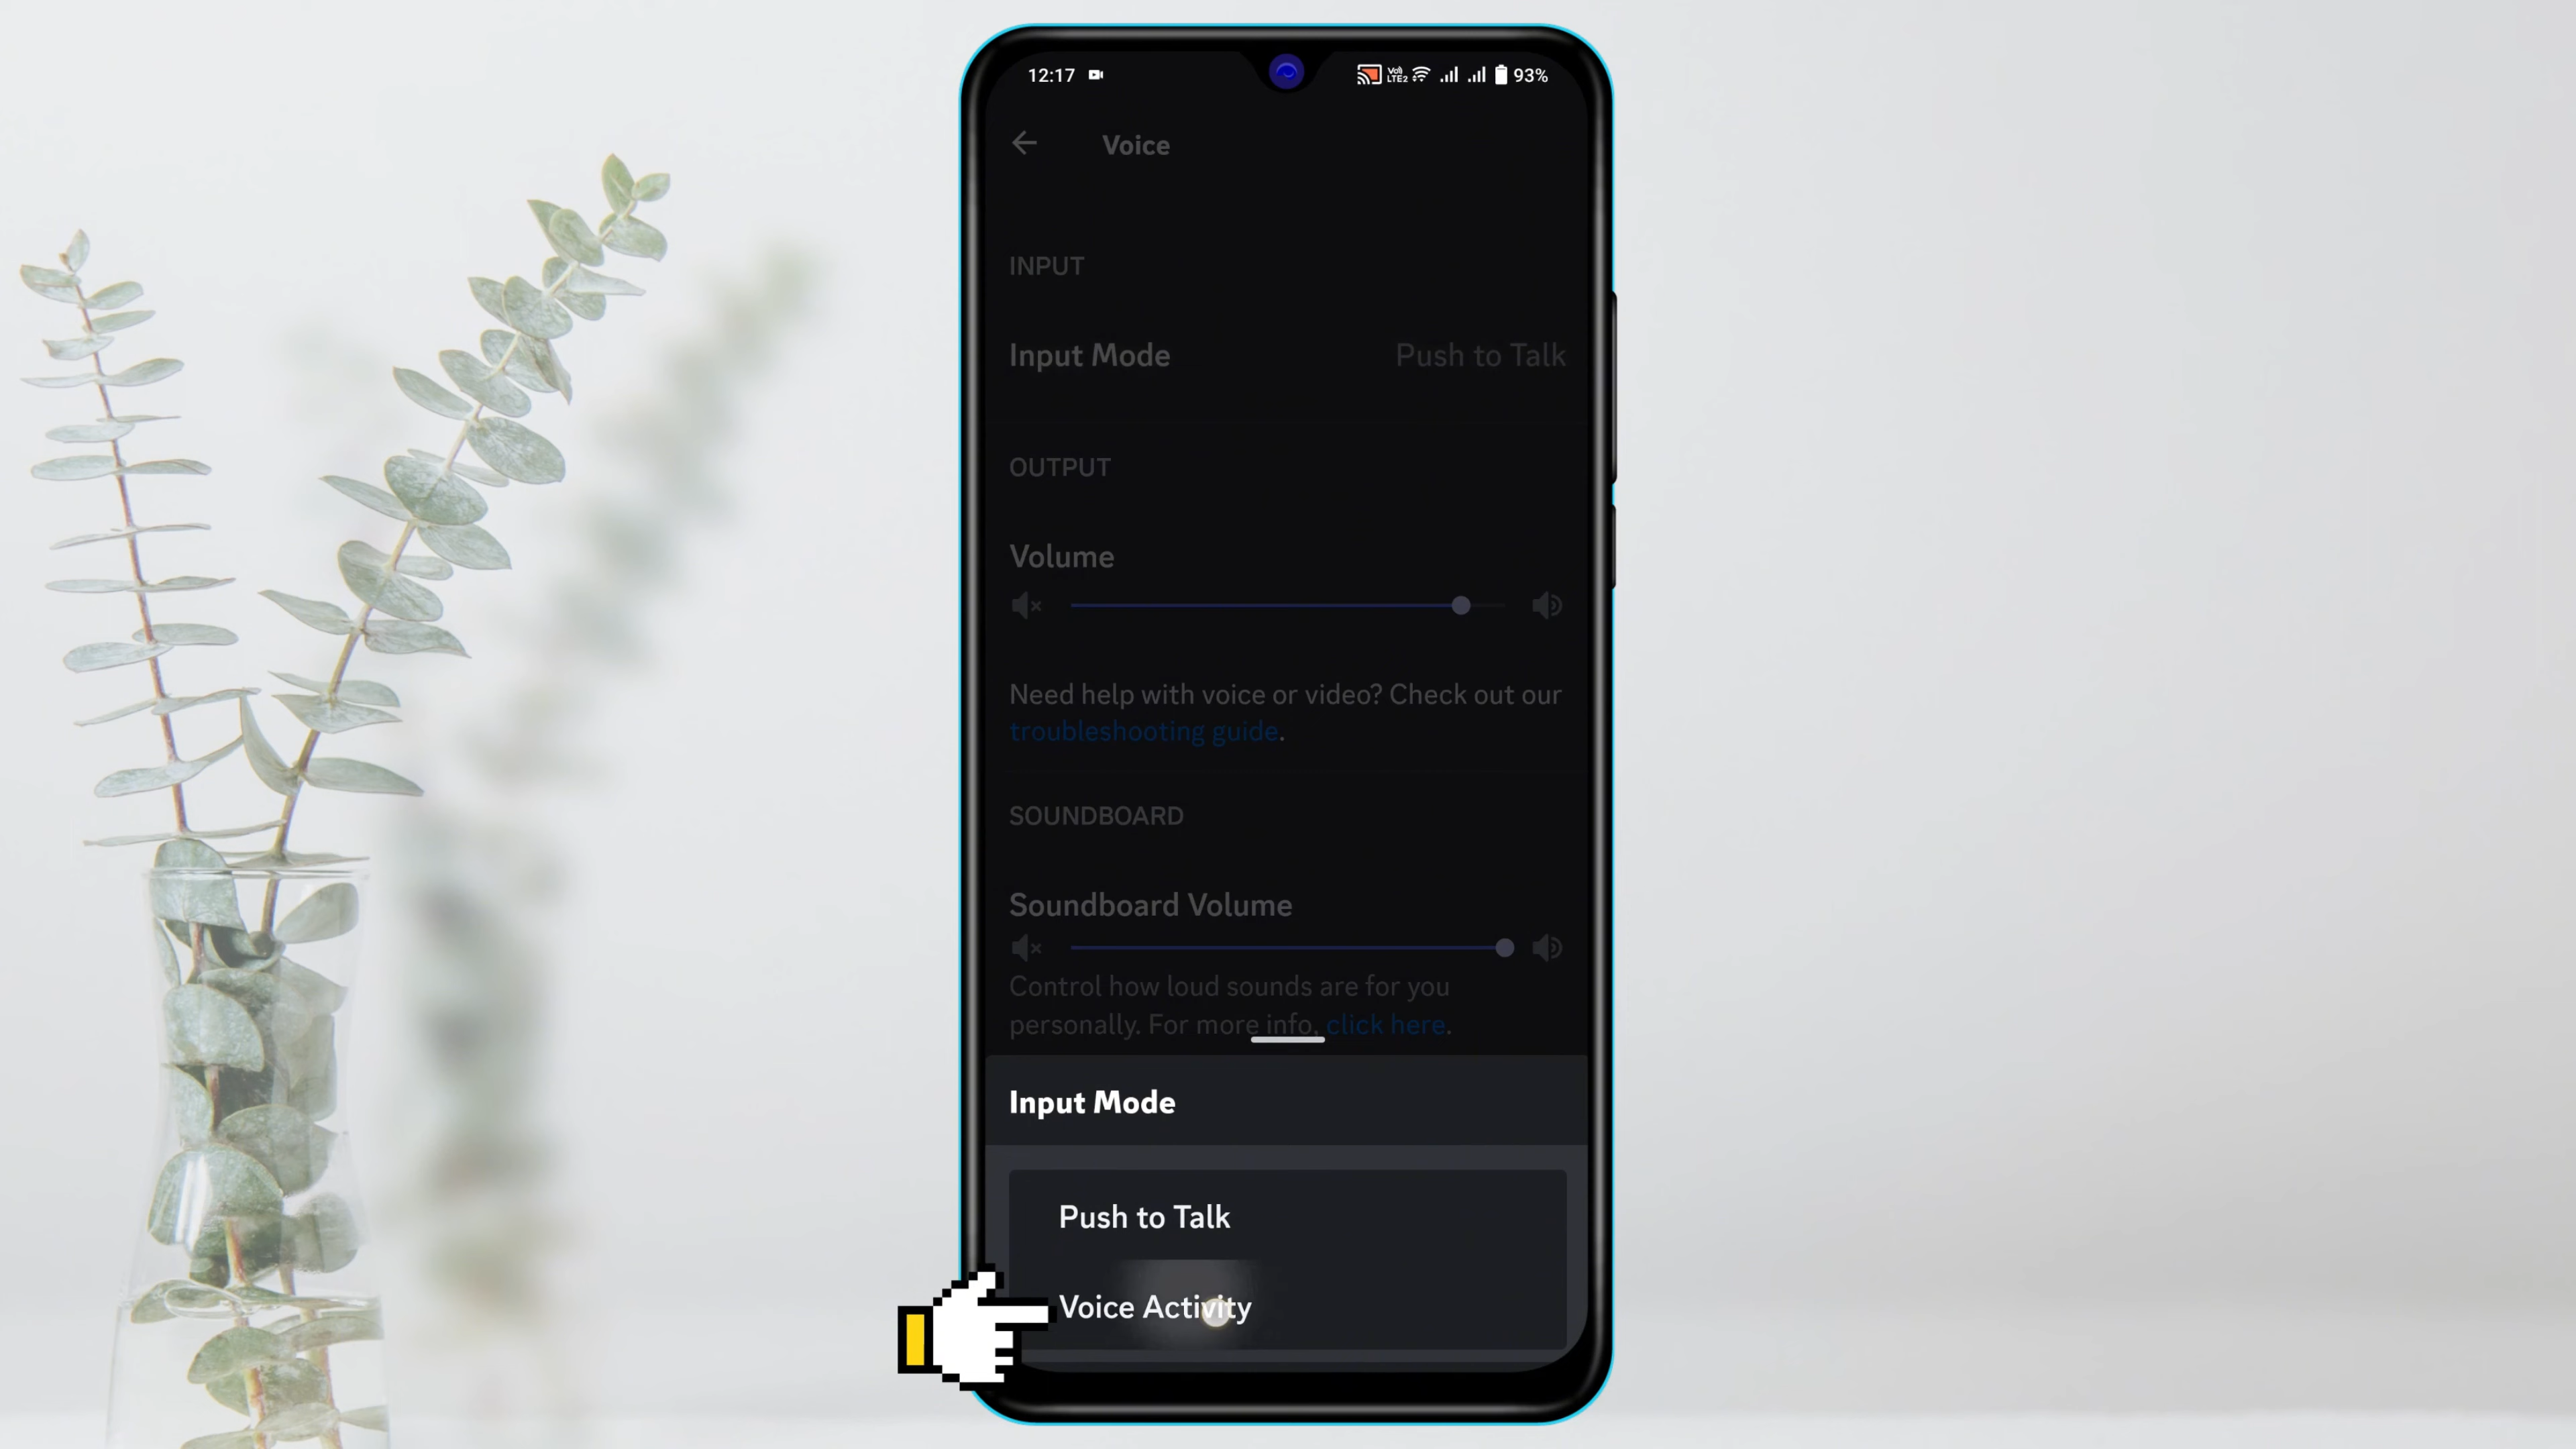 12:17
Vo) LTE2
93%
Voice
INPUT
Input Mode
Push to Talk
OUTPUT
Volume
Need help with voice or video? Check out our
troubleshooting guide.
SOUNDBOARD
Soundboard Volume
Control how loud sounds are for you
personally. For more info, click here.
Input Mode
Push to Talk
Voice Activity